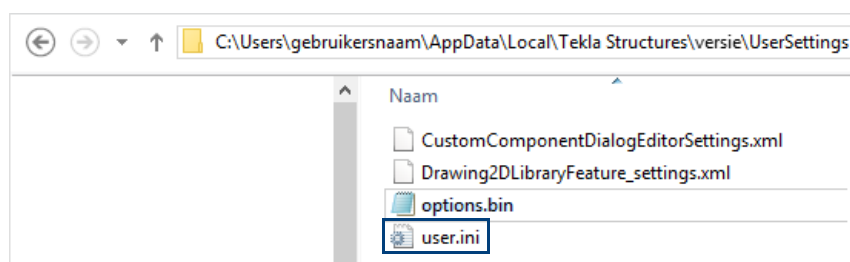 C:\Users\gebruikersnaam\AppData\Local\Tekla Structures\versie\UserSettings
Naam
CustomComponentDialogEditorSettings.xml
Drawing2DLibraryFeature_settings.xml
options.bin
user.ini